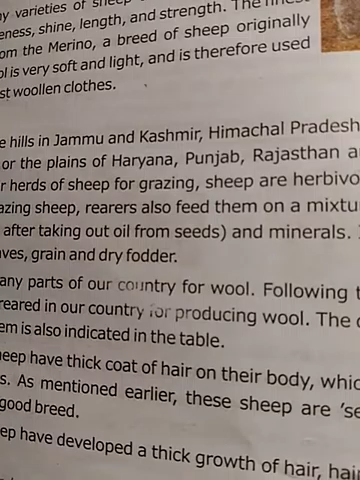 varieties of sheep
eness, shine, length, and strength. The finest
om the Merino, a breed of sheep originally
ol is very soft and light, and is therefore used
st woollen clothes.
e hills in Jammu and Kashmir, Himachal Pradesh
or the plains of Haryana, Punjab, Rajasthan a
r herds of sheep for grazing, sheep are herbivo
azing sheep, rearers also feed them on a mixtu
after taking out oil from seeds) and minerals.
ves, grain and dry fodder.
any parts of our country for wool. Following t
reared in our country for producing wool. The
em is also indicated in the table.
heep have thick coat of hair on their body, whic
s. As mentioned earlier, these sheep are 'se
good breed.
ep have developed a thick growth of hair, hai